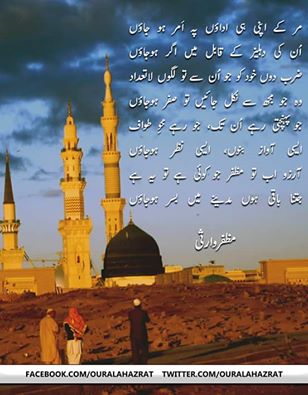 مر کے اپنی ہی اداؤں پہ امر ہو جاؤں
اُن کی دہلیز کے قابل میں اگر ہو جاؤں
ضرب دوں خود کو جو اُن سے تو لگوں لاتعداد
وہ جو مجھ سے نکل جائیں تو صفر ہو جاؤں
جو پہنچتی رہے اُن تک، جو رہے محوِ طواف
ایسی آواز بنوں، ایسی نظر ہو جاؤں
آرزو اب تو مظفر جو کوئی ہے تو یہ ہے
جتنا باقی ہوں مدینے میں بسر ہو جاؤں
مظفر وارثی
FACEBOOK.COM/OURALAHAZRAT TWITTER.COM/OURALAHAZRAT